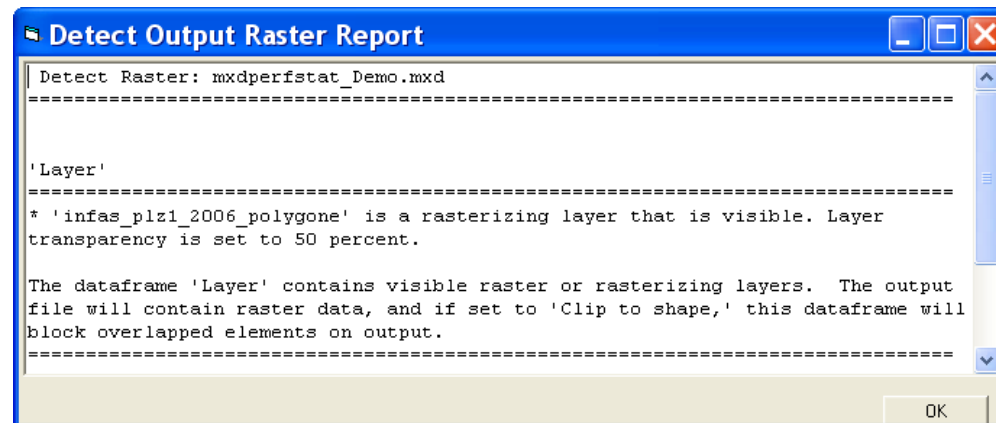 Detect Output Raster Report
Detect Raster: mxdperfstat_Demo.mxd
================================================================================
'Layer'
================================================================================
* 'infas_plz1_2006_polygone' is a rasterizing layer that is visible. Layer
transparency is set to 50 percent.
The dataframe 'Layer' contains visible raster or rasterizing layers.  The output
file will contain raster data, and if set to 'Clip to shape,' this dataframe will
block overlapped elements on output.
================================================================================
OK